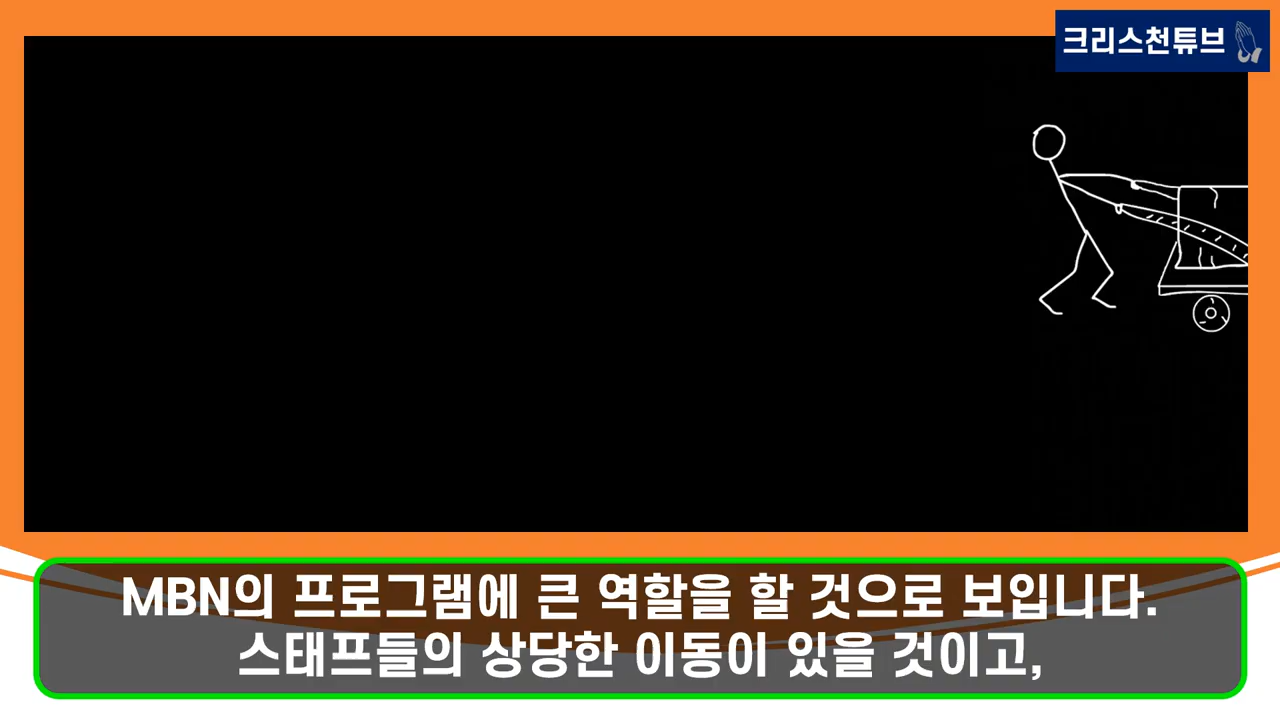 크리스천튜브
MBN의 프로그램에 큰 역할을 할 것으로 보입니다.
스태프들의 상당한 이동이 있을 것이고,